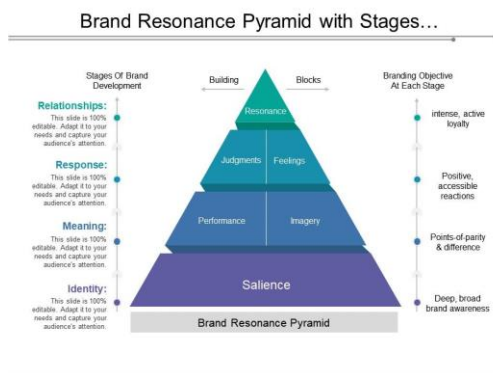 Brand Resonance Pyramid with Stages…
Stages Of Brand
Development
Building
Blocks
Branding Objective
At Each Stage
Relationships:
This slide is 100%
editable. Adapt it to your
needs and capture your
audience's attention.
Resonance
intense, active
loyalty
Response:
This slide is 100%
editable. Adapt it to your
needs and capture your
audience's attention.
Judgments
Feelings
Positive,
accessible
reactions
Meaning:
This slide is 100%
editable. Adapt it to your
needs and capture your
audience's attention.
Performance
Imagery
Points-of-parity
& difference
Identity:
This slide is 100%
editable. Adapt it to your
needs and capture your
audience's attention.
Salience
Deep, broad
brand awareness
Brand Resonance Pyramid